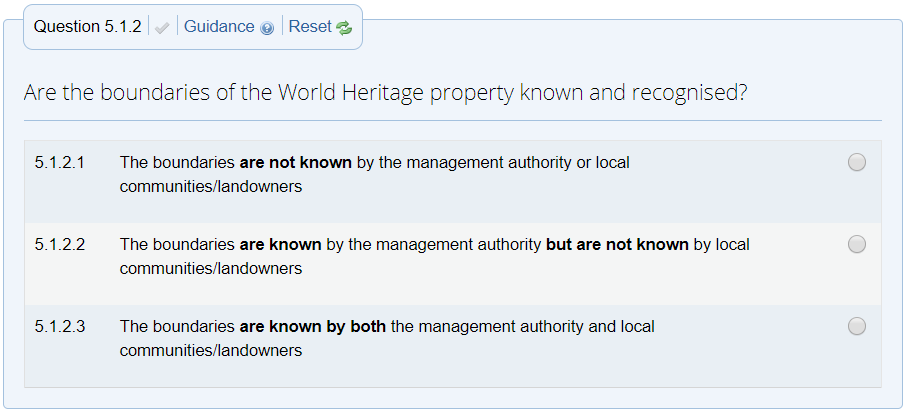 Question 5.1.2 Guidance Reset
Are the boundaries of the World Heritage property known and recognised?
5.1.2.1 The boundaries are not known by the management authority or local
communities/landowners
5.1.2.2 The boundaries are known by the management authority but are not known by local
communities/landowners
5.1.2.3 The boundaries are known by both the management authority and local
communities/landowners